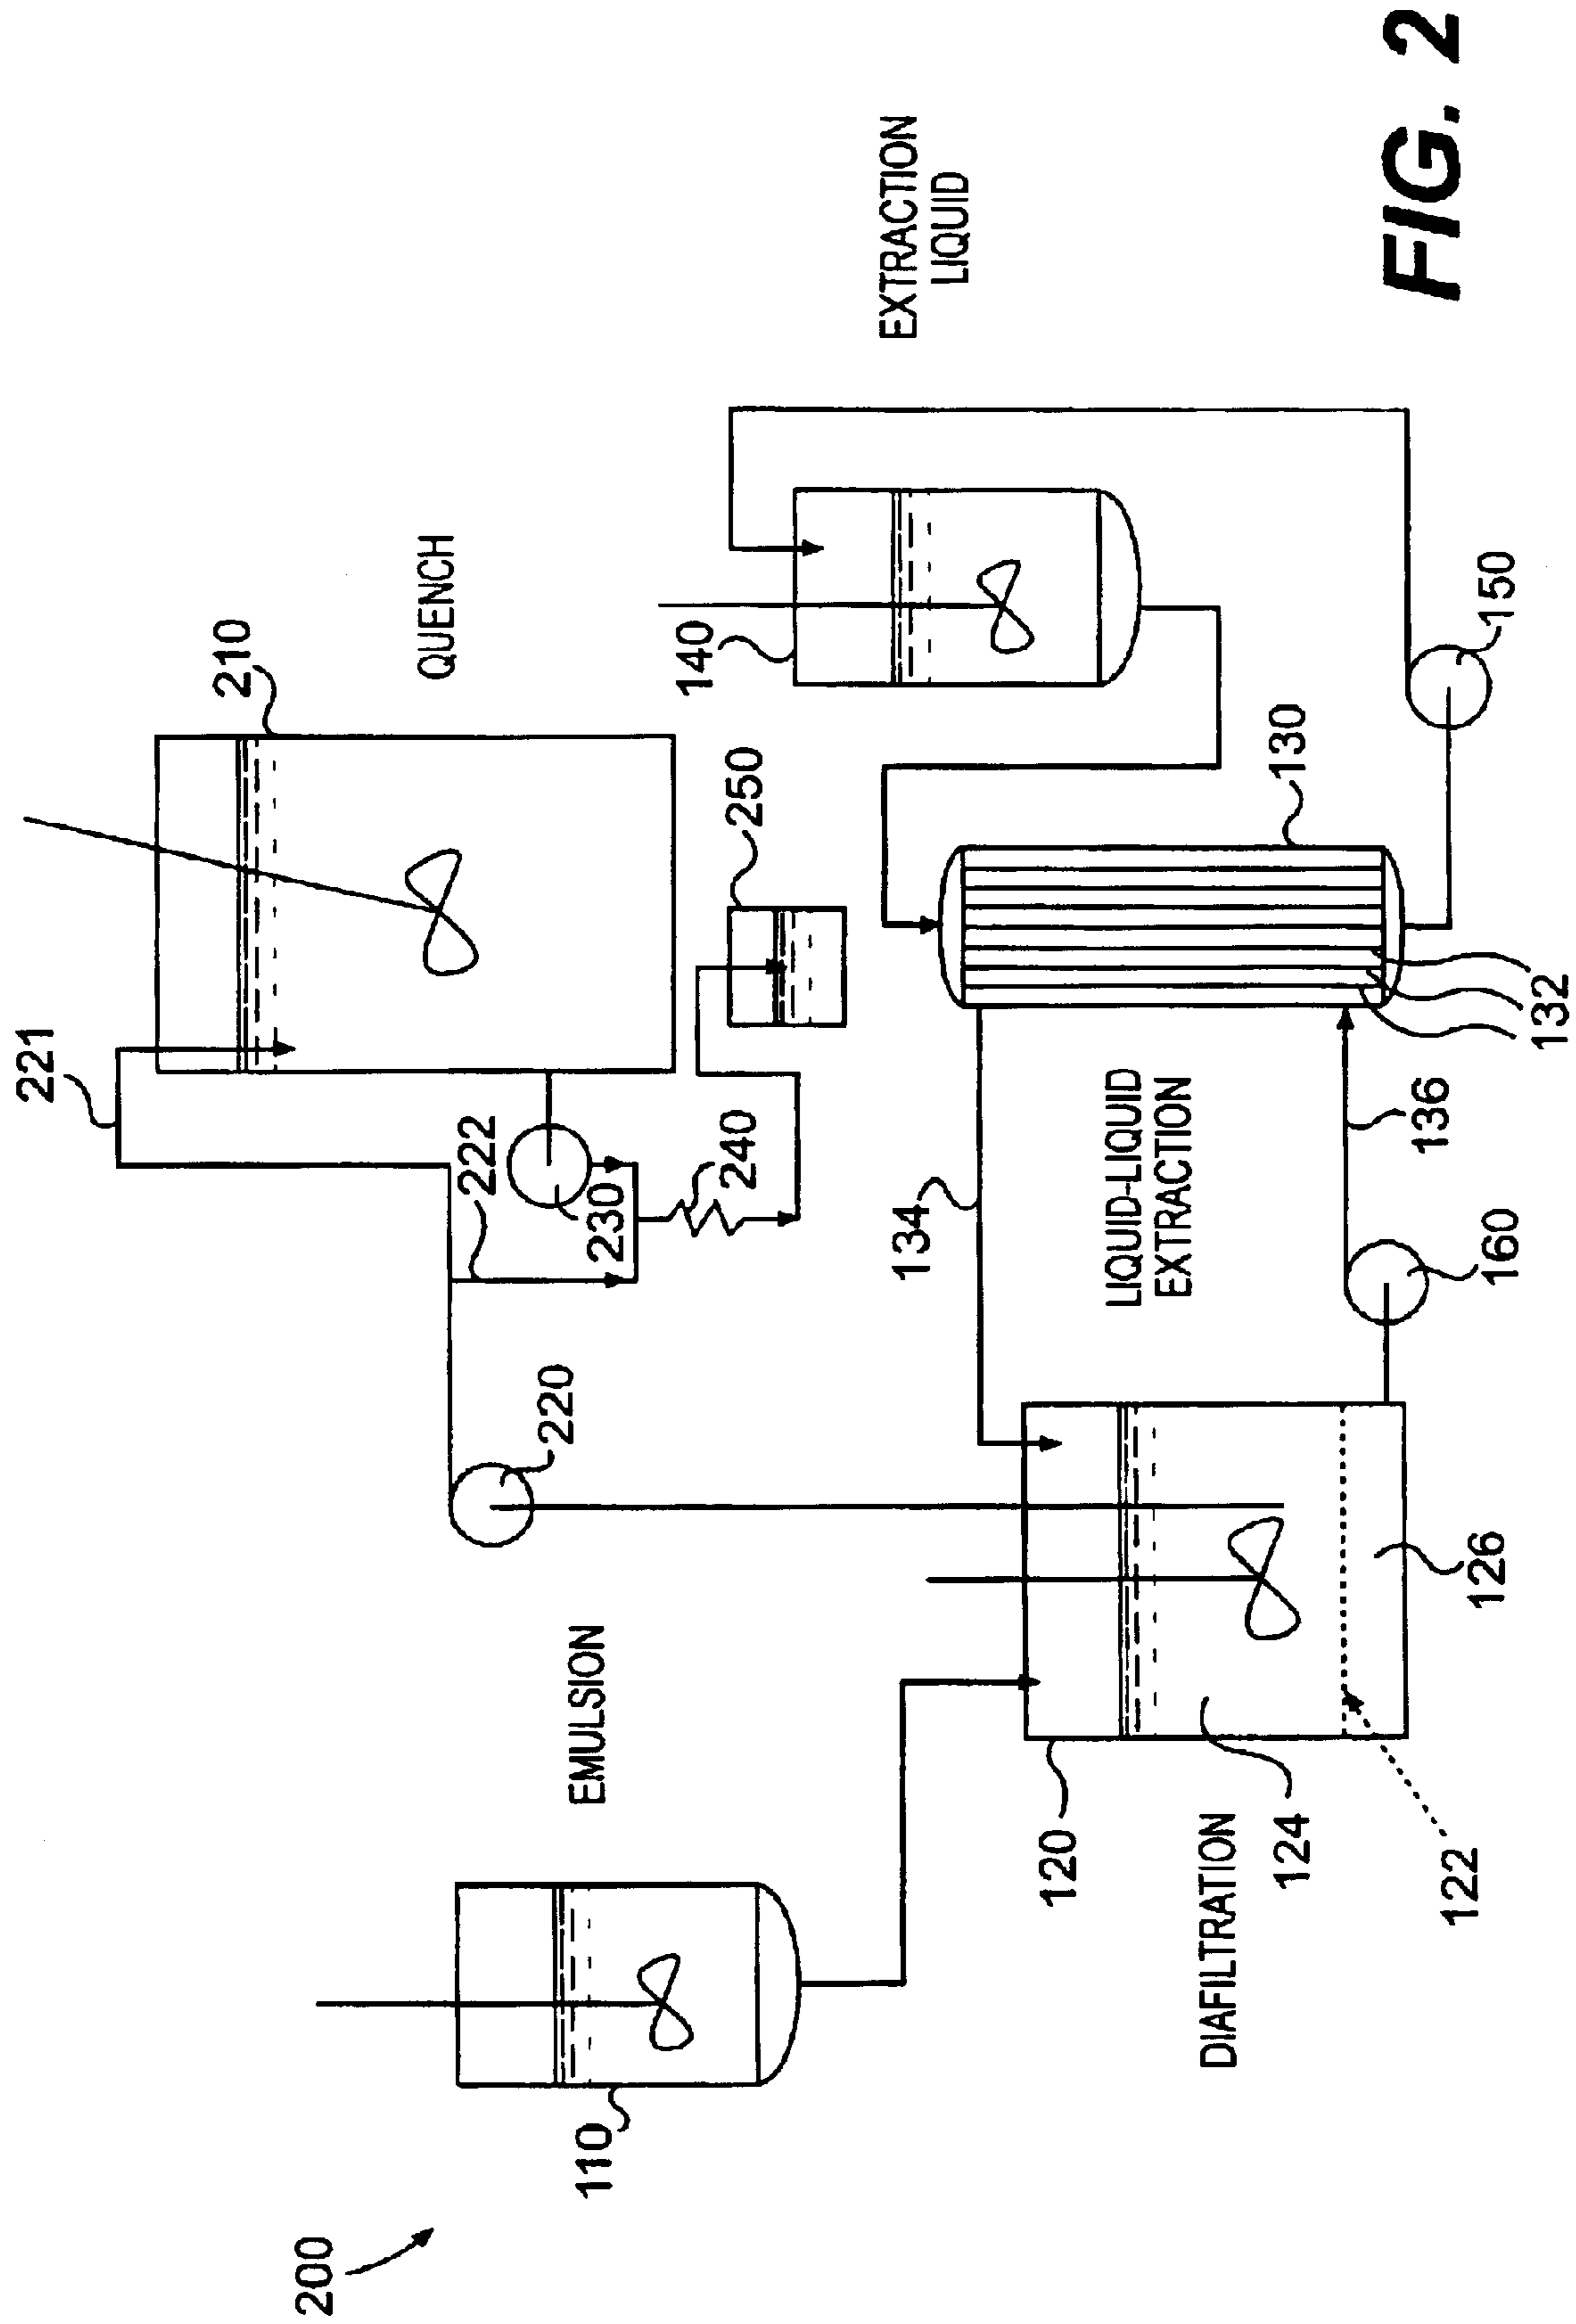 200
110
EMULSION
220
221
222
230
240
210
QUENCH
250
140
EXTRACTION
LIQUID
120
DIAFILTRATION
124
122
126
134
LIQUID-LIQUID
EXTRACTION
160
136
132
130
150
FIG. 2